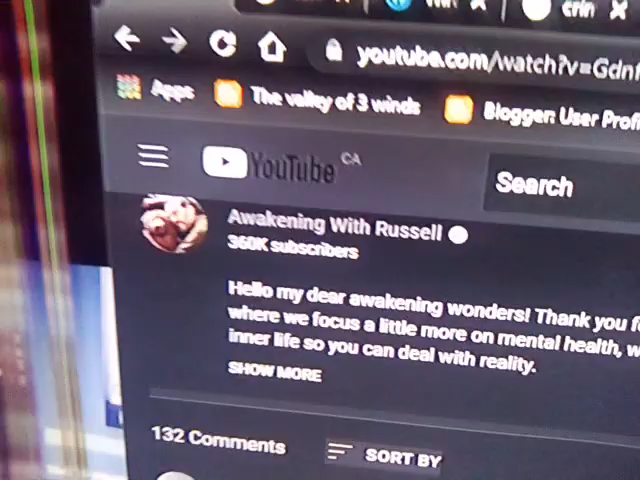 crin
youtube.com/watch?v=Gdnf
Apps
The valley of 3 winds
Blogger: User Profi
YouTube CA
Search
Awakening With Russell
360K subscribers
Hello my dear awakening wonders! Thank you f
where we focus a little more on mental health, w
inner life so you can deal with reality.
SHOW MORE
132 Comments
SORT BY